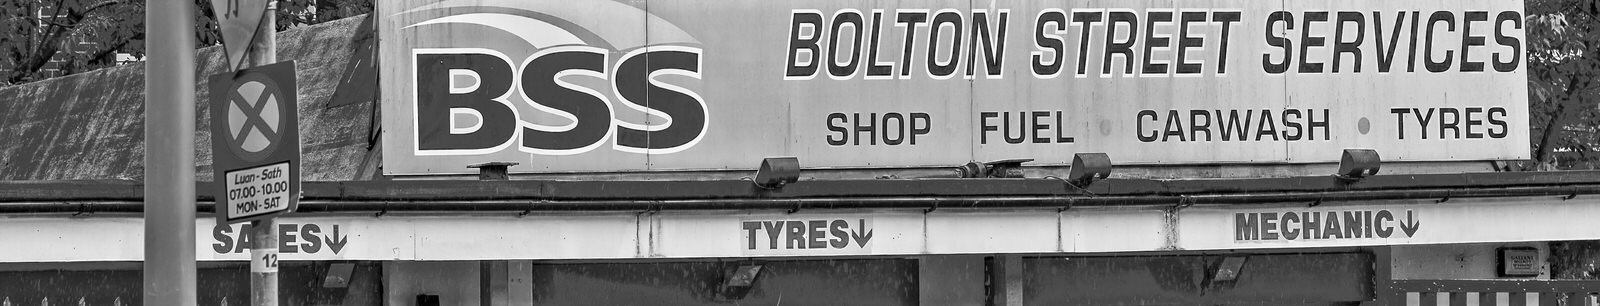 BSS
BOLTON STREET SERVICES
SHOP FUEL CARWASH • TYRES
Luan - Sath
07.00-10.00
MON-SAT
SALES↓
TYRES↓
MECHANIC↓
12